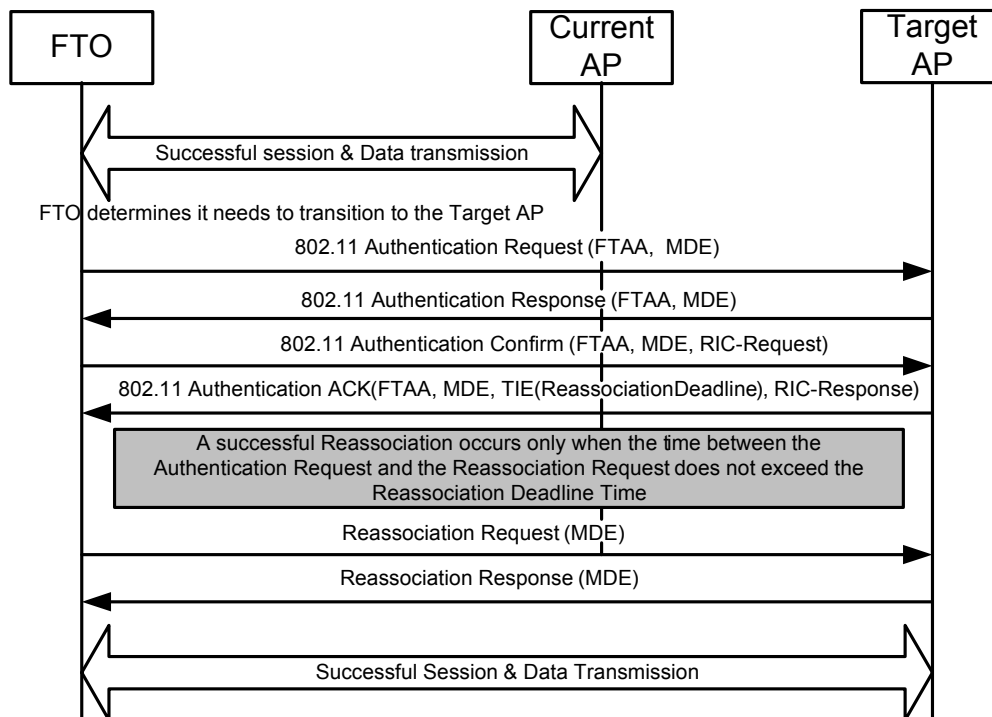 FTO
Current
AP
Target
AP
Successful session & Data transmission
FTO determines it needs to transition to the Target AP
802.11 Authentication Request (FTAA, MDE)
802.11 Authentication Response (FTAA, MDE)
802.11 Authentication Confirm (FTAA, MDE, RIC-Request)
802.11 Authentication ACK(FTAA, MDE, TIE(ReassociationDeadline), RIC-Response)
A successful Reassociation occurs only when the time between the
Authentication Request and the Reassociation Request does not exceed the
Reassociation Deadline Time
Reassociation Request (MDE)
Reassociation Response (MDE)
Successful Session & Data Transmission